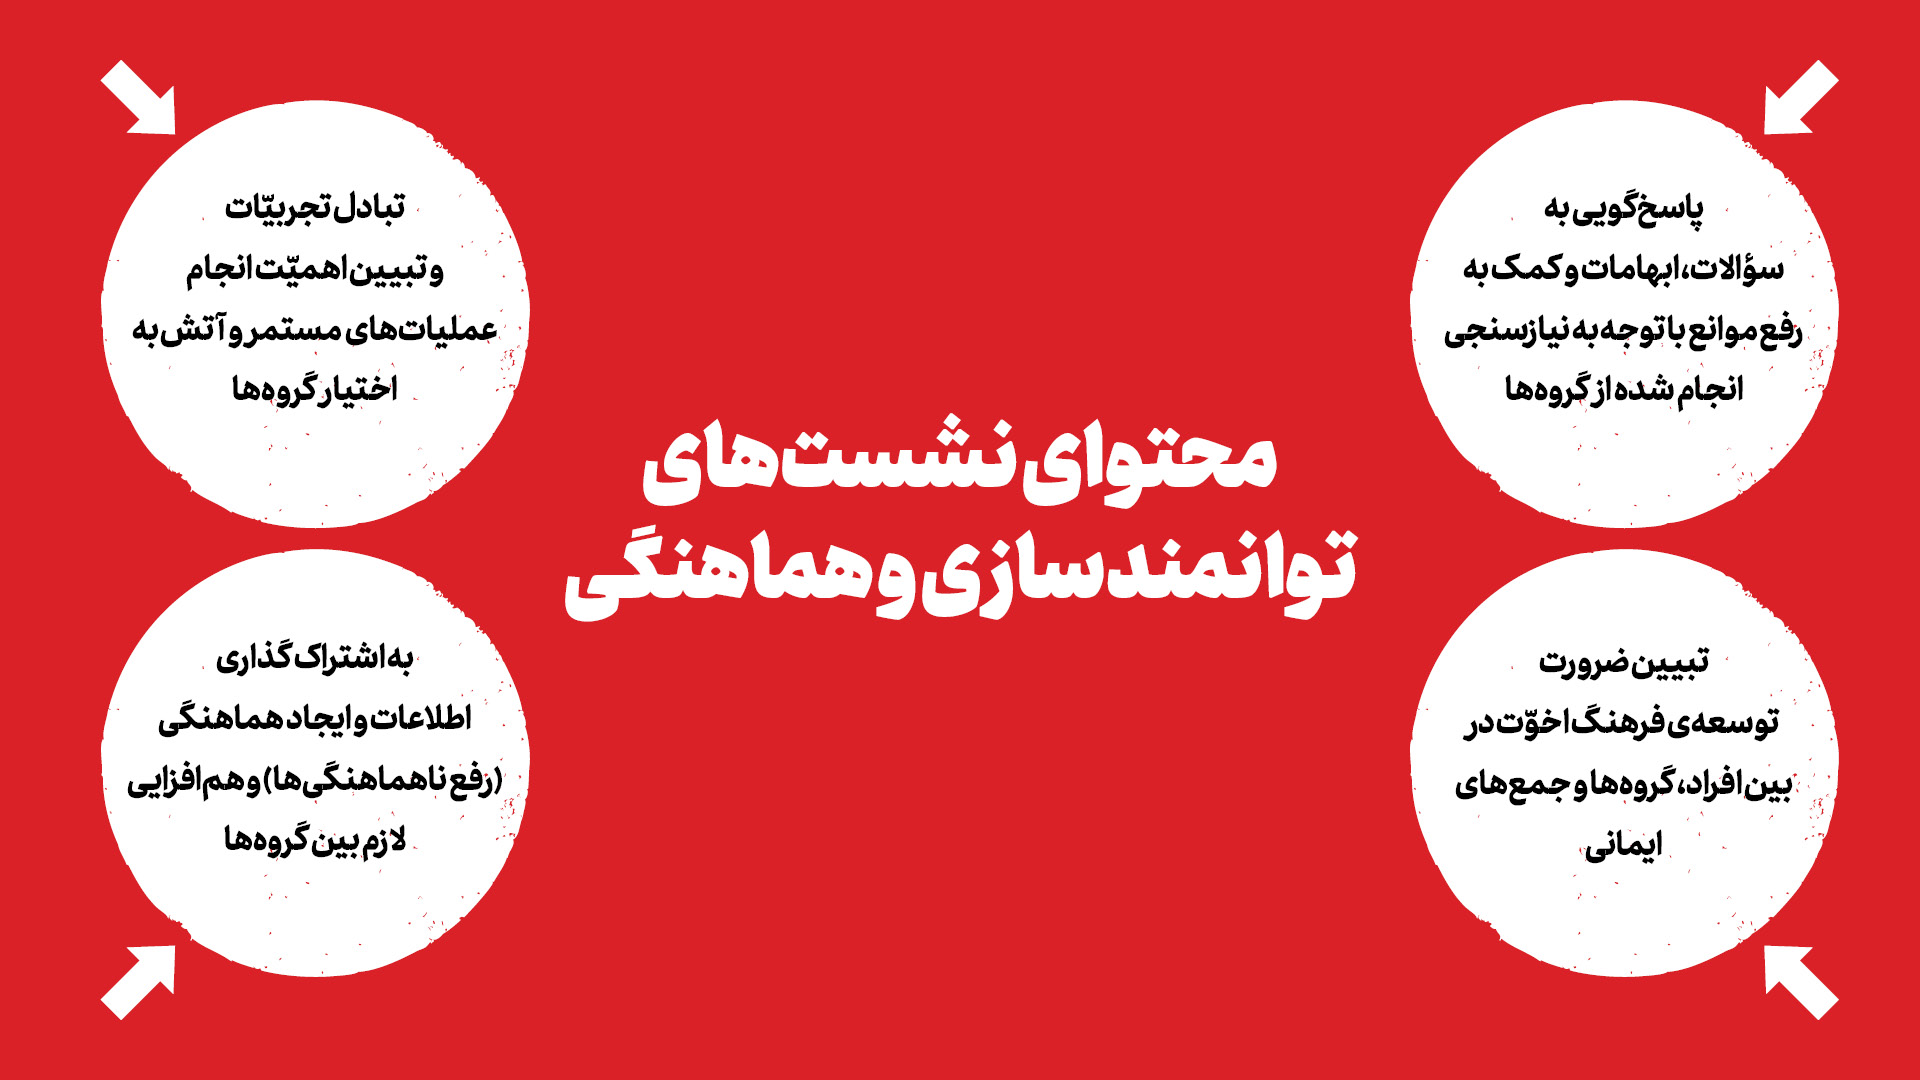 محتوای نشست‌های
توانمندسازی و هماهنگی
پاسخ‌گویی به
سؤالات، ابهامات و کمک به
رفع موانع با توجه به نیازسنجی
انجام شده از گروه‌ها
تبیین ضرورت
توسعه‌ی فرهنگ اخوّت در
بین افراد، گروه‌ها و جمع‌های
ایمانی
تبادل تجربیّات
و تبیین اهمیّت انجام
عملیات‌های مستمر و آتش به
اختیار گروه‌ها
به اشتراک گذاری
اطلاعات و ایجاد هماهنگی
(رفع ناهماهنگی‌ها) و هم‌افزایی
لازم بین گروه‌ها